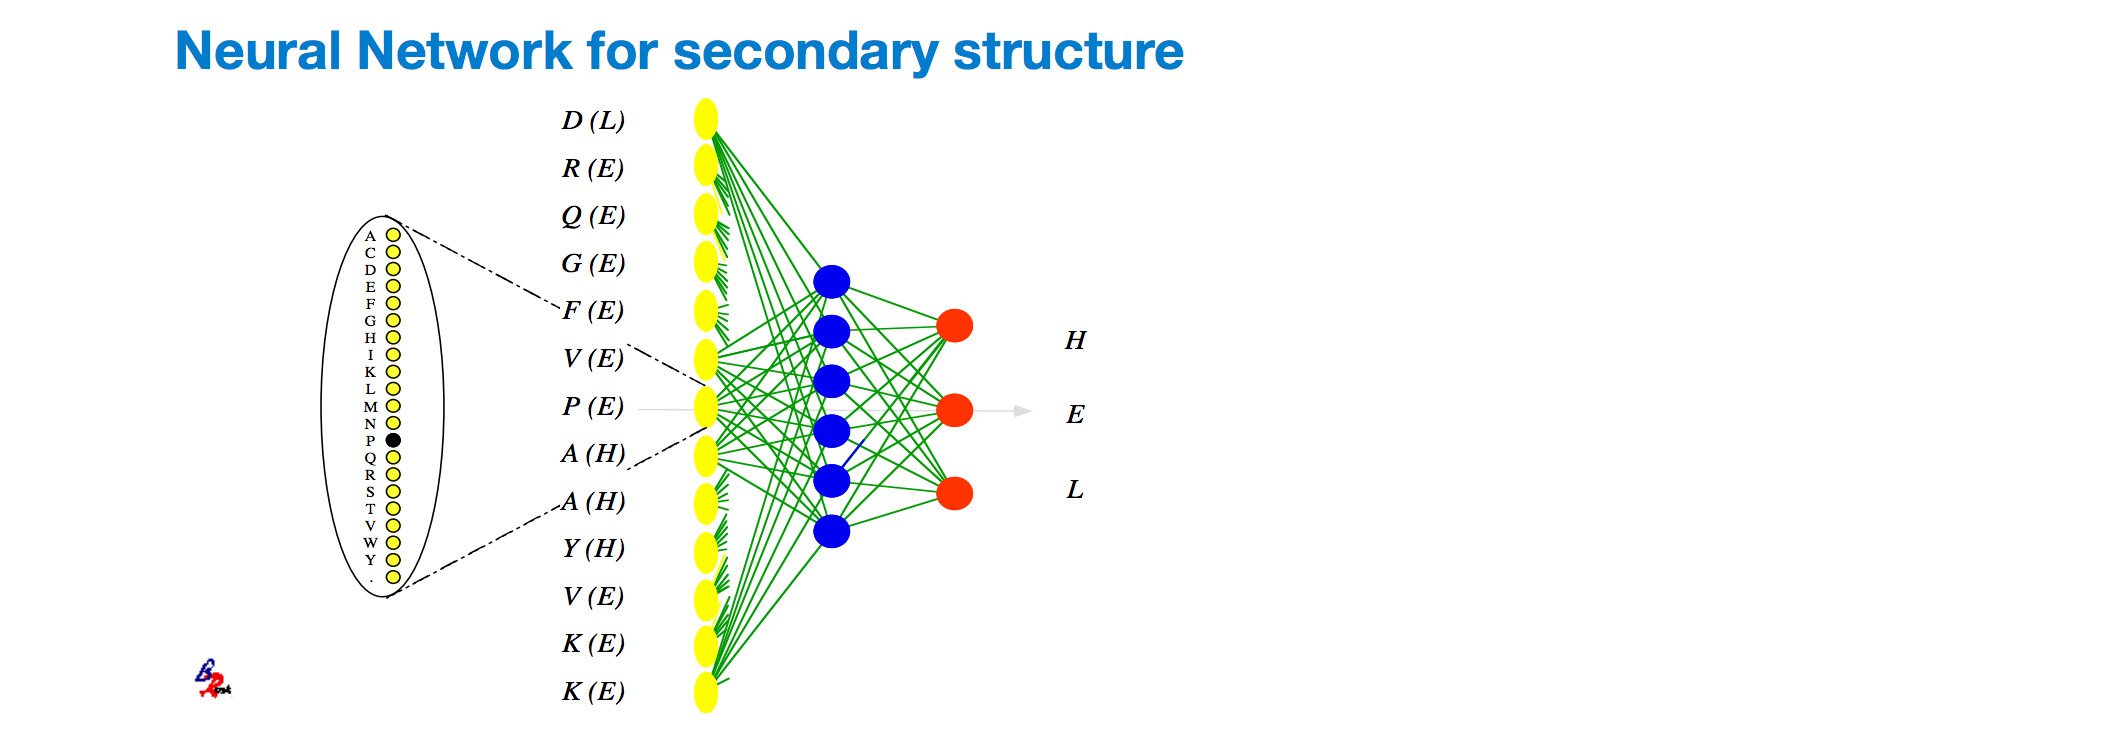 Neural Network for secondary structure
A
C
D
E
F
G
H
I
K
L
M
N
P
Q
R
S
T
V
W
Y
.
D (L)
R (E)
Q (E)
G (E)
F (E)
V (E)
P (E)
A (H)
A (H)
Y (H)
V (E)
K (E)
K (E)
H
E
L